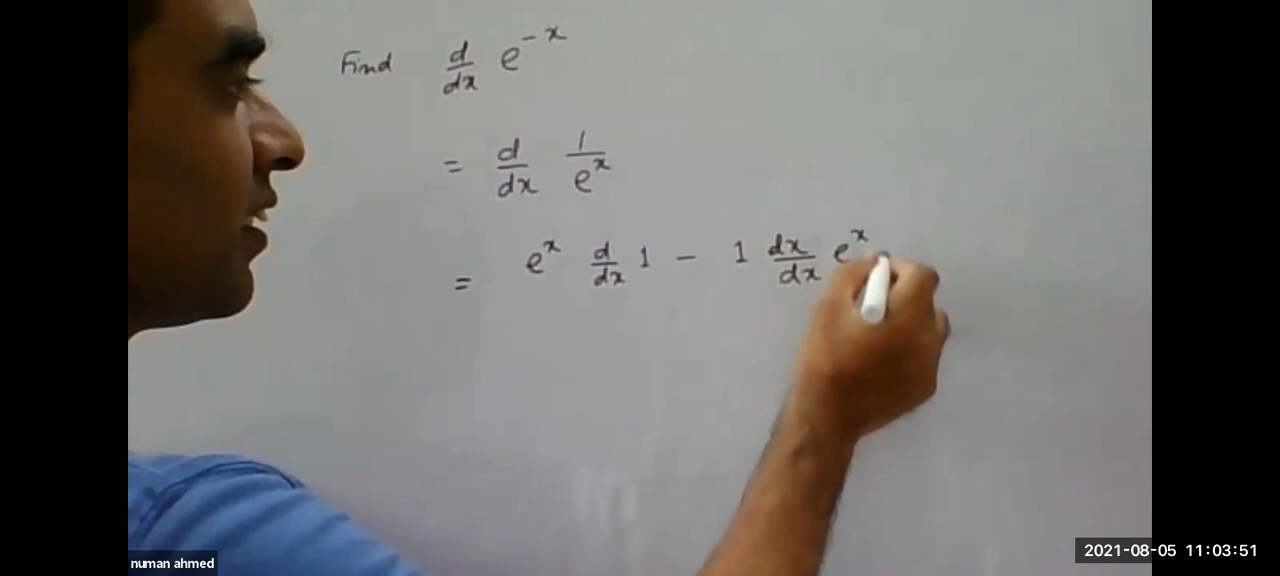 Find d/dx e^-x
= d/dx 1/e^x
= e^x d/dx 1 - 1 dx/dx e^x
numan ahmed
2021-08-05 11:03:51